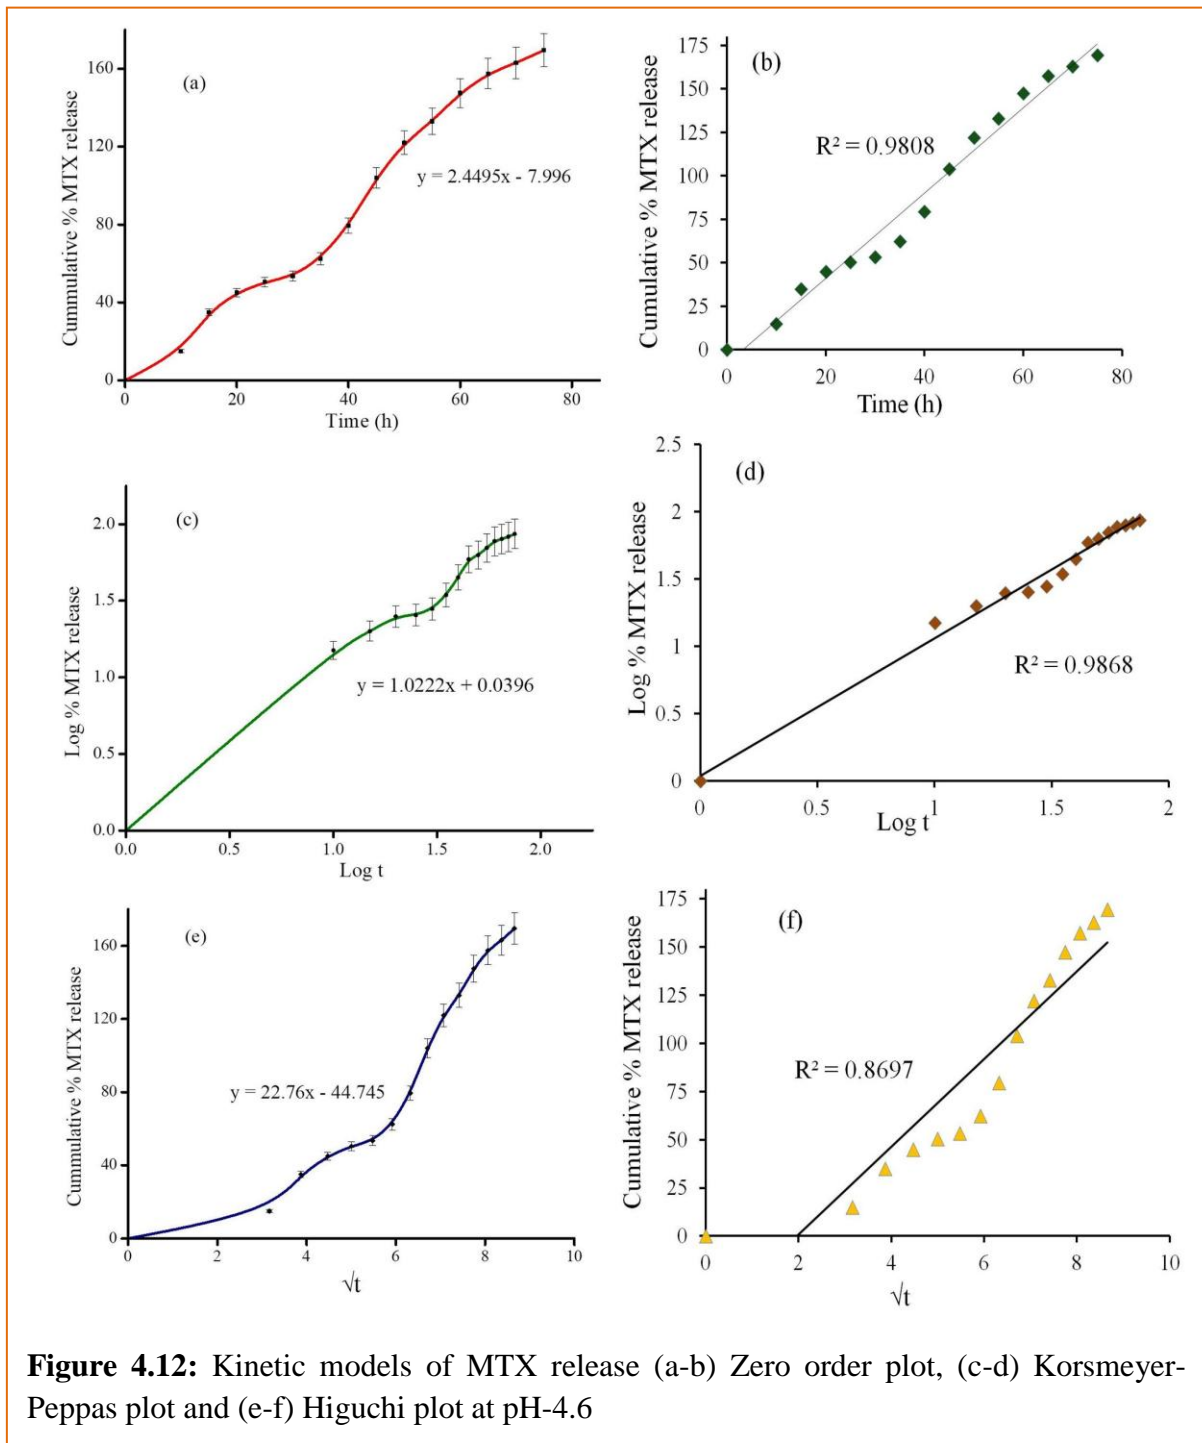 (a)
Cummulative % MTX release
160
120
80
40
0
y = 2.4495x - 7.996
0 20 40 60 80
Time (h)
(b)
Cumulative % MTX release
175
150
125
100
75
50
25
0
R² = 0.9808
0 20 40 60 80
Time (h)
(c)
Log % MTX release
2.0
1.5
1.0
0.5
0.0
y = 1.0222x + 0.0396
0.0 0.5 1.0 1.5 2.0
Log t
(d)
Log % MTX release
2.5
2
1.5
1
0.5
0
R² = 0.9868
0 0.5 1 1.5 2
Log t
(e)
Cummulative % MTX release
160
120
80
40
0
y = 22.76x - 44.745
0 2 4 6 8 10
√t
(f)
Cumulative % MTX release
175
150
125
100
75
50
25
0
R² = 0.8697
0 2 4 6 8 10
√t
Figure 4.12: Kinetic models of MTX release (a-b) Zero order plot, (c-d) Korsmeyer-
Peppas plot and (e-f) Higuchi plot at pH-4.6